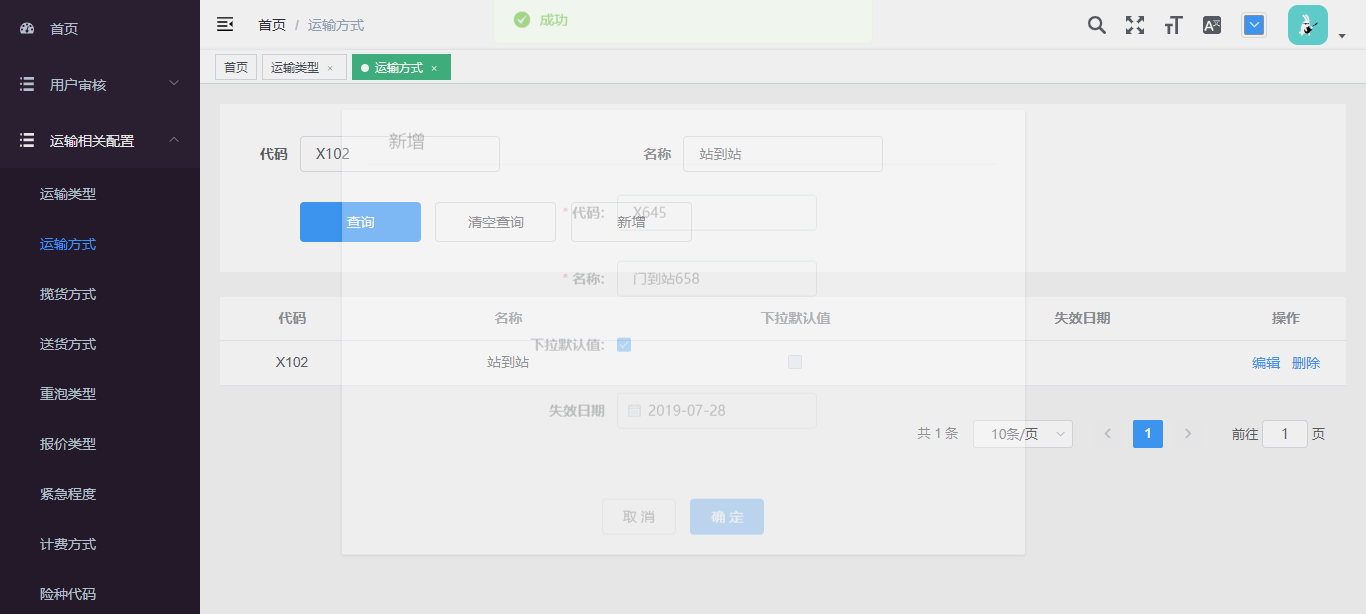 首页
用户审核
运输相关配置
运输类型
运输方式
揽货方式
送货方式
重泡类型
报价类型
紧急程度
计费方式
险种代码
首页 / 运输方式
成功
首页 运输类型 × 运输方式 ×
代码 X102 名称 站到站
查询 清空查询 新增
代码 名称 下拉默认值 失效日期 操作
X102 站到站 编辑 删除
共 1 条 10条/页 1 前往 1 页
新增
* 代码: X645
* 名称: 门到站658
下拉默认值:
失效日期 2019-07-28
取 消 确 定